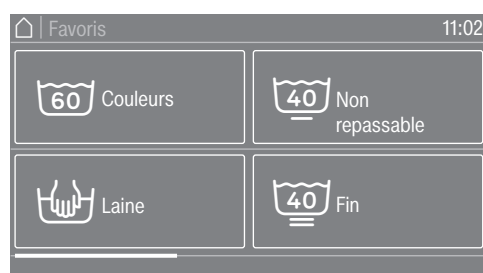 Favoris
11:02
60 Couleurs
40 Non
repassable
Laine
40 Fin